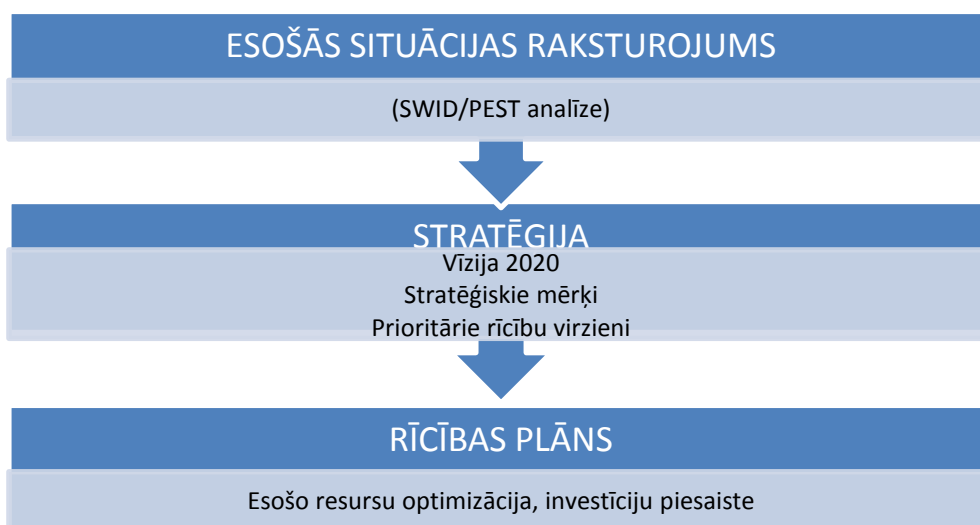 ESOŠĀS SITUĀCIJAS RAKSTUROJUMS
(SWID/PEST analīze)
STRATĒĢIJA
Vīzija 2020
Stratēģiskie mērķi
Prioritārie rīcību virzieni
RĪCĪBAS PLĀNS
Esošo resursu optimizācija, investīciju piesaiste